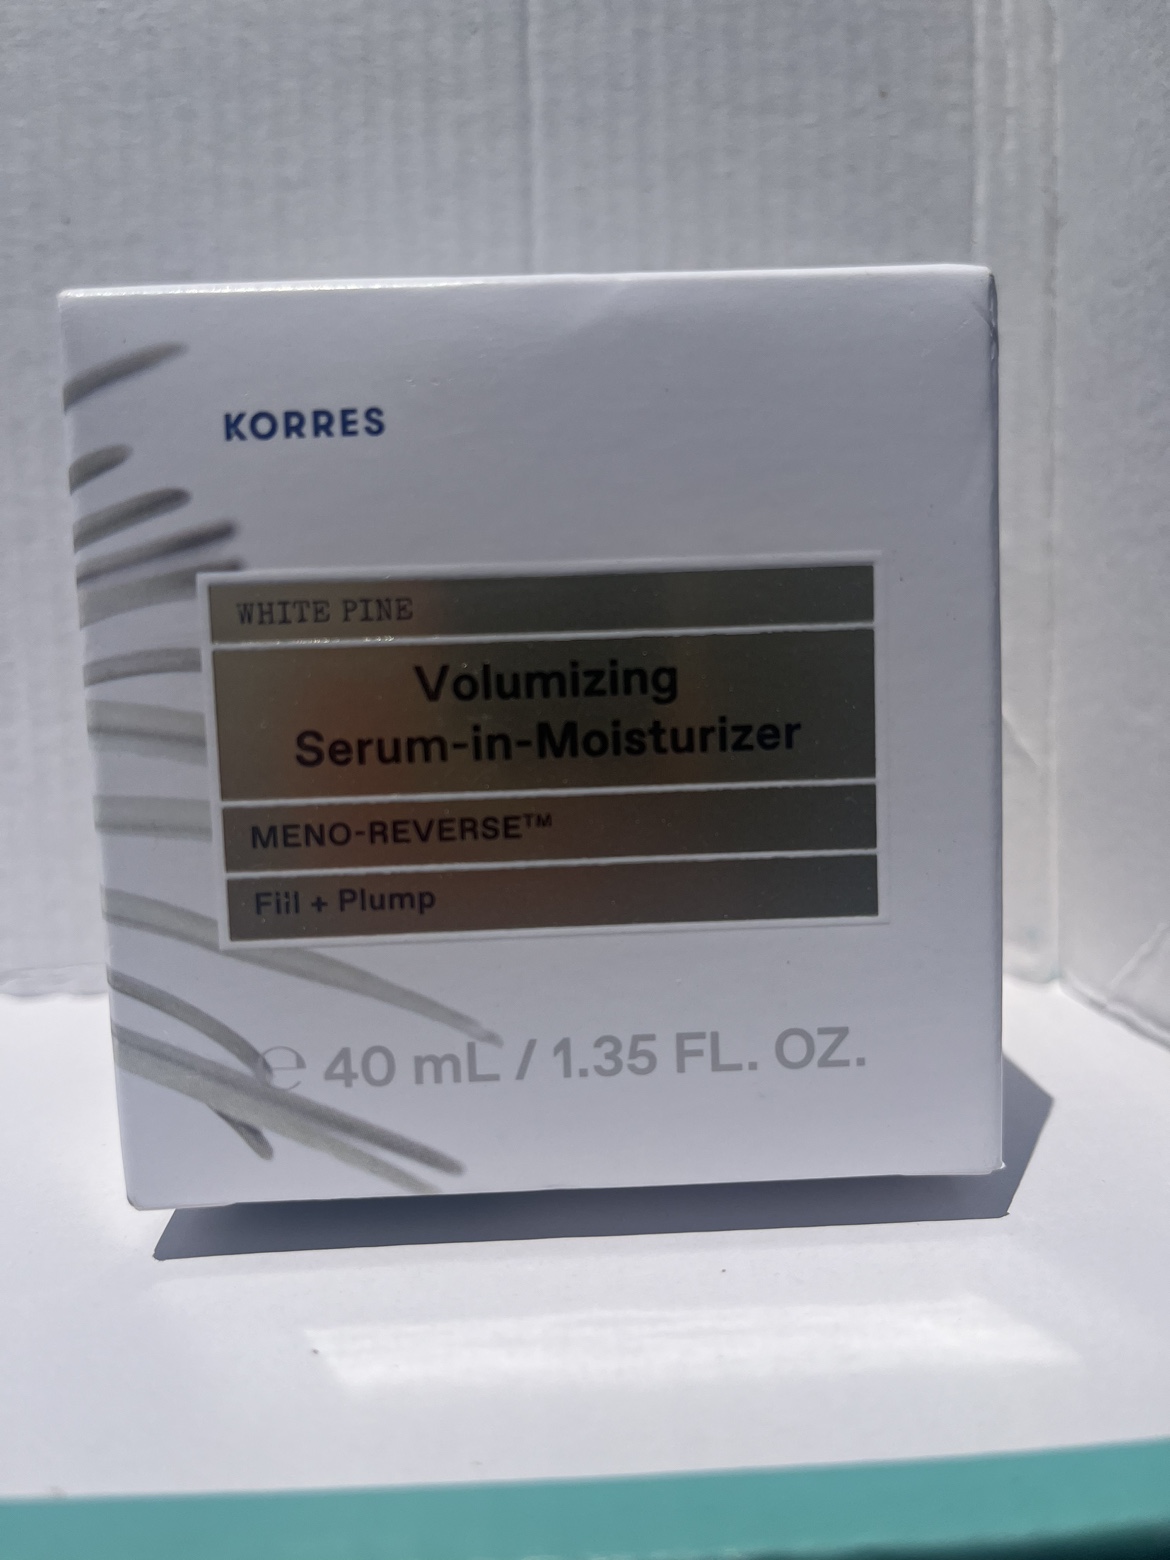 KORRES
WHITE PINE
Volumizing
Serum-in-Moisturizer
MENO-REVERSE™
Fill + Plump
℮ 40 mL / 1.35 FL. OZ.